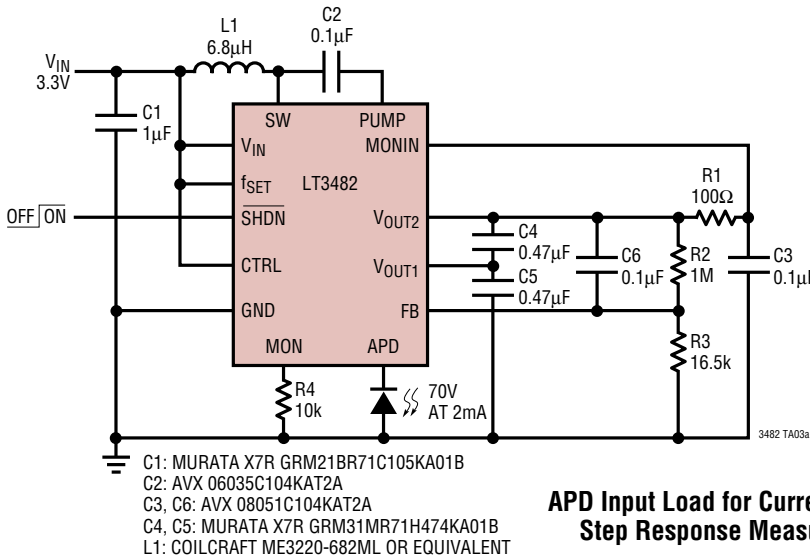 L1
6.8µH
C2
0.1µF
VIN
3.3V
C1
1µF
SW
PUMP
VIN
MONIN
fSET
LT3482
R1
100Ω
OFF ON
SHDN
VOUT2
C4
0.47µF
C6
0.1µF
R2
1M
C3
CTRL
VOUT1
C5
0.47µF
GND
FB
R3
16.5k
MON
APD
R4
10k
70V
AT 2mA
3482 TA03a
C1: MURATA X7R GRM21BR71C105KA01B
C2: AVX 06035C104KAT2A
C3, C6: AVX 08051C104KAT2A
C4, C5: MURATA X7R GRM31MR71H474KA01B
L1: COILCRAFT ME3220-682ML OR EQUIVALENT
APD Input Load for
Step Response